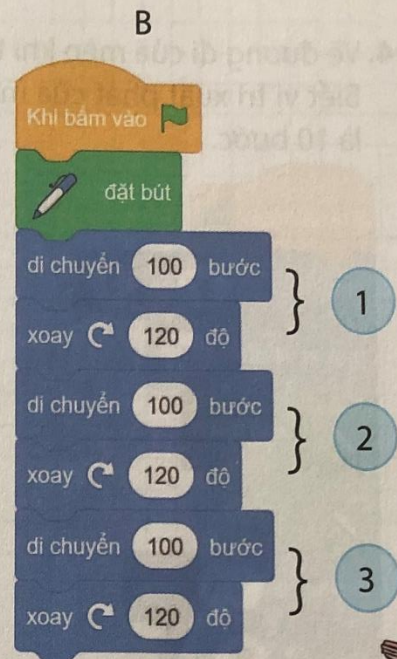 B
Khi bấm vào
đặt bút
di chuyển 100 bước
xoay 120 độ
1
di chuyển 100 bước
xoay 120 độ
2
di chuyển 100 bước
xoay 120 độ
3